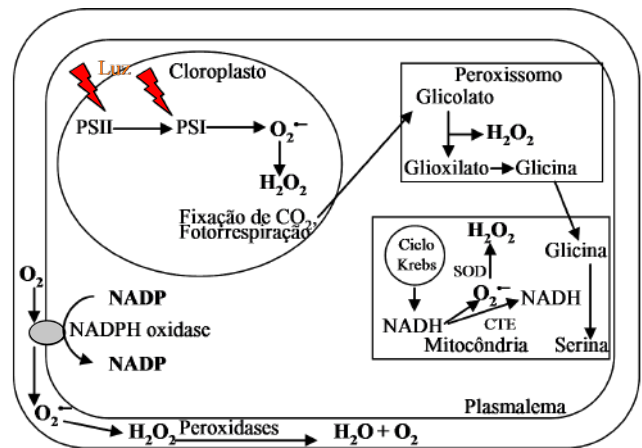 Luz
Cloroplasto
PSII PSI O₂•–
H₂O₂
Fixação de CO₂,
Fotorrespiração
Peroxissomo
Glicolato
H₂O₂
Glioxilato Glicina
Ciclo
Krebs
H₂O₂
SOD
O₂•–
NADH
CTE
NADH
Mitocôndria
Glicina
Serina
O₂
NADP
NADPH oxidase
NADP
O₂•–
H₂O₂ Peroxidases H₂O + O₂
Plasmalema